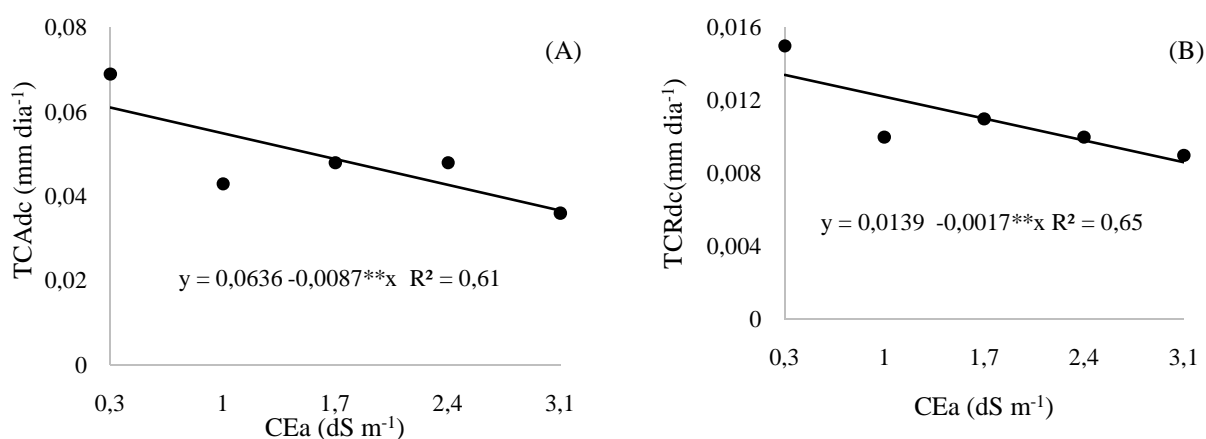 (A)
TCAdc (mm dia-1)
0,08
0,06
0,04
0,02
0
y = 0,0636 -0,0087**x R² = 0,61
0,3 1 1,7 2,4 3,1
CEa (dS m-1)
(B)
TCRdc(mm dia-1)
0,016
0,012
0,008
0,004
0
y = 0,0139 -0,0017**x R² = 0,65
0,3 1 1,7 2,4 3,1
CEa (dS m-1)